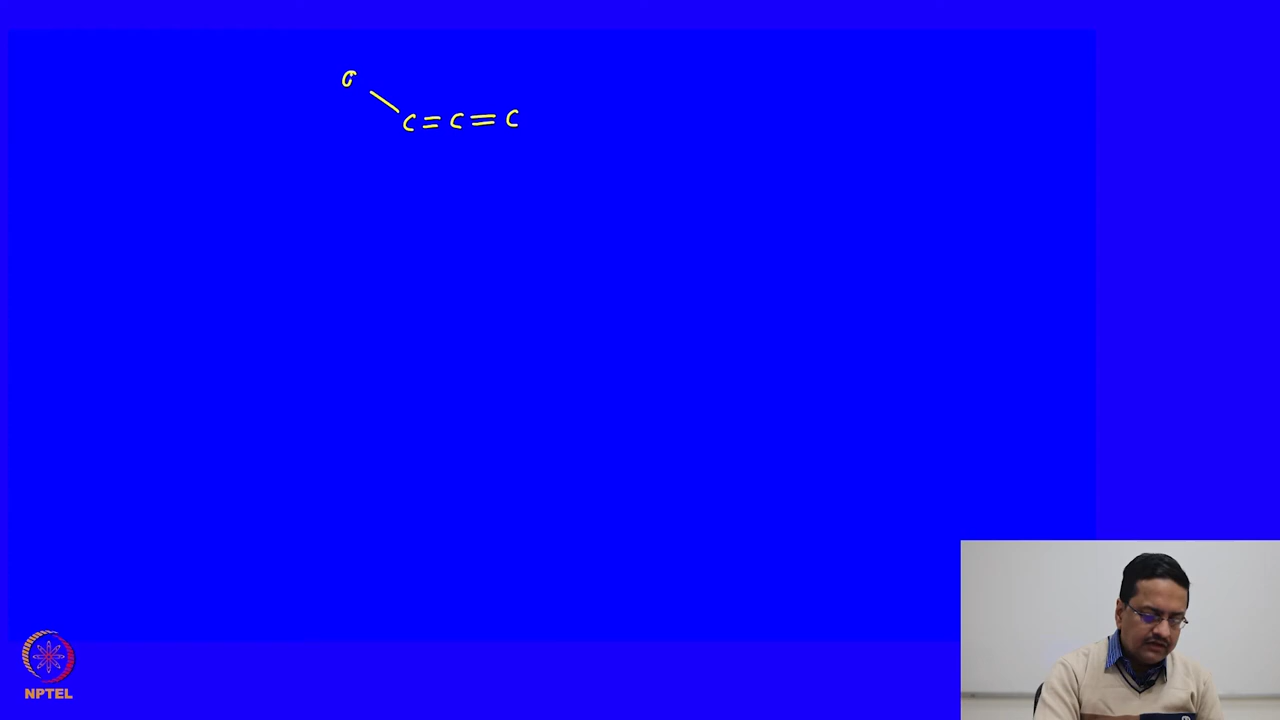 a
C = C = C
NPTEL